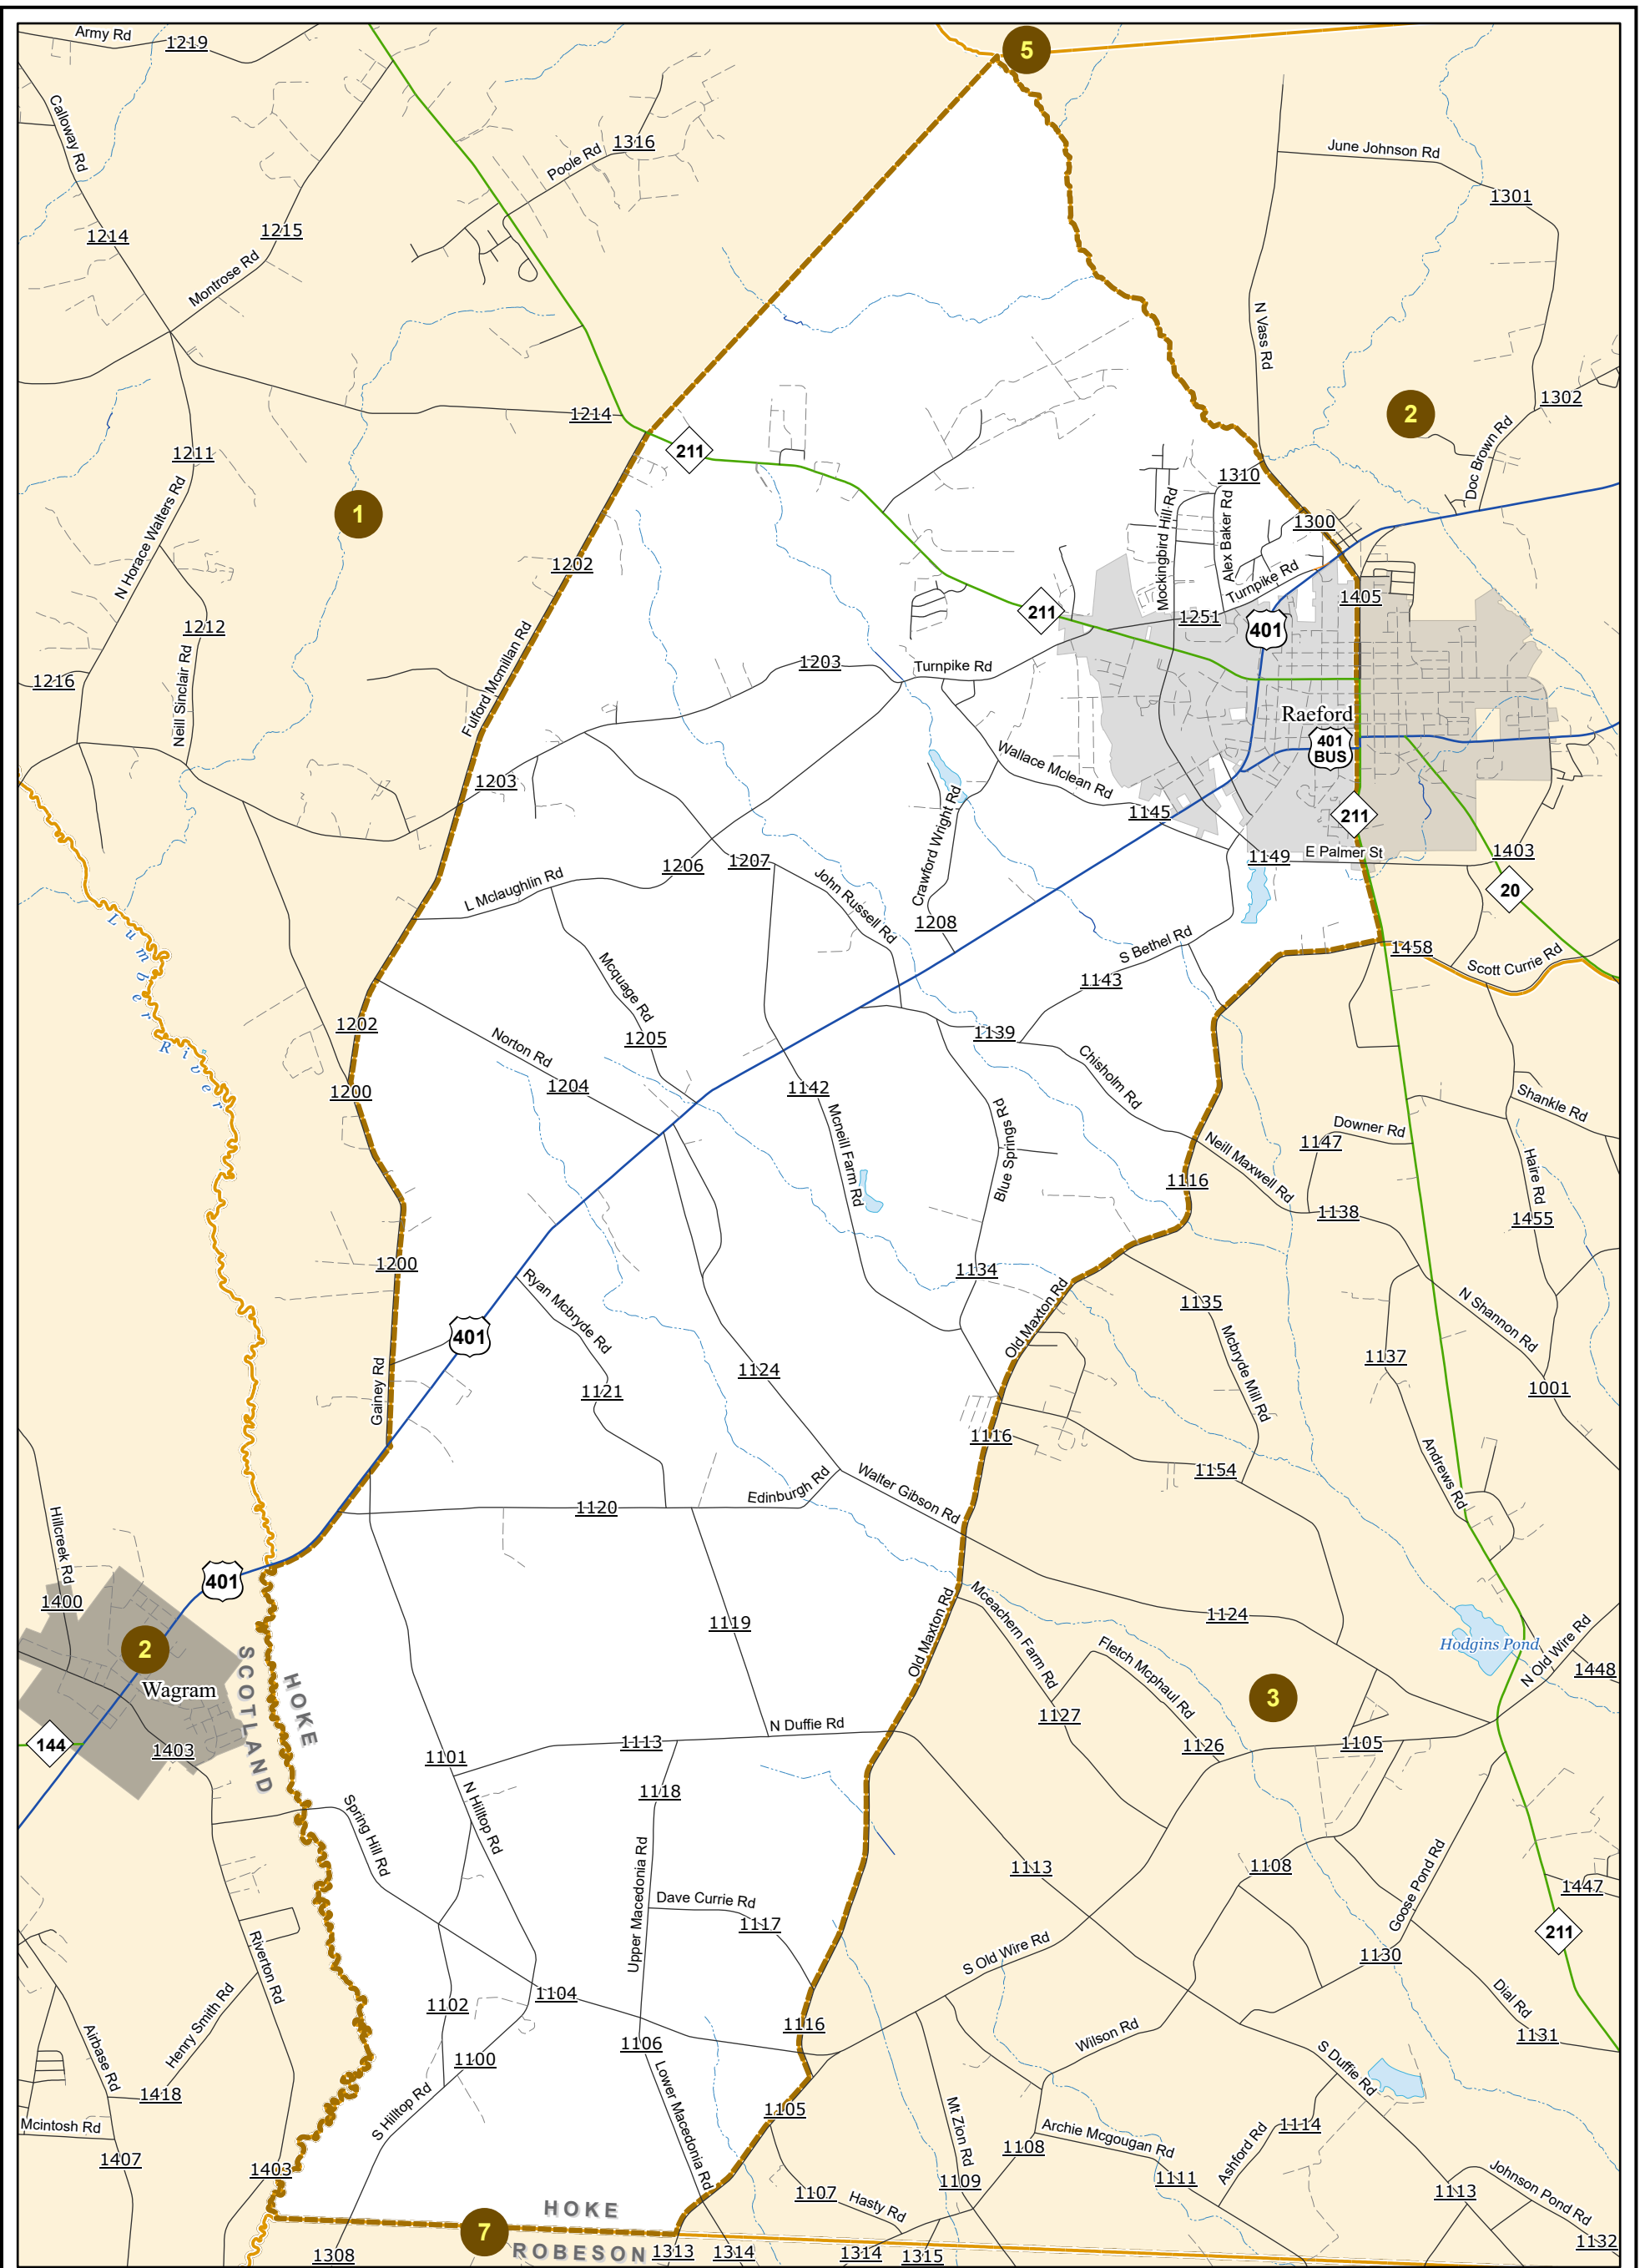 Army Rd
1219
5
Calloway Rd
Poole Rd
1316
June Johnson Rd
1301
1214
1215
Montrose Rd
N Vass Rd
1302
1214
2
211
1211
Doc Brown Rd
1310
N Horace Walters Rd
1
Mockingbird Hill Rd
Alex Baker Rd
1300
1202
Turnpike Rd
1405
211
1251
401
1212
Neill Sinclair Rd
Fulford Mcmillan Rd
1203
Turnpike Rd
1216
Raeford
401
BUS
Wallace Mclean Rd
1203
Crawford Wright Rd
1145
211
1403
1206
1207
1149
E Palmer St
L Mclaughlin Rd
John Russell Rd
20
1208
Lumber River
S Bethel Rd
1458
Scott Currie Rd
Mcquage Rd
1143
1202
1205
1139
Norton Rd
Chisholm Rd
1200
1204
1142
Mcneill Farm Rd
Blue Springs Rd
Shankle Rd
Downer Rd
1147
Neill Maxwell Rd
Haire Rd
1116
1138
1455
1200
1134
Ryan Mcbryde Rd
Old Maxton Rd
1135
N Shannon Rd
401
Mcbryde Mill Rd
1137
Gainey Rd
1124
1121
1001
1116
1154
Andrews Rd
Edinburgh Rd
Walter Gibson Rd
1120
Hillcreek Rd
401
1400
Old Maxton Rd
Mceachern Farm Rd
1119
1124
2
Fletch Mcphaul Rd
Hodgins Pond
N Old Wire Rd
SCOTLAND
HOKE
Wagram
1448
3
1127
144
1403
N Duffie Rd
1113
1101
1126
1105
N Hilltop Rd
1118
Spring Hill Rd
Upper Macedonia Rd
1113
1108
Goose Pond Rd
1447
Dave Currie Rd
1117
211
Riverton Rd
S Old Wire Rd
1130
1104
1102
Henry Smith Rd
Dial Rd
1116
Wilson Rd
1131
Airbase Rd
1106
1100
S Duffie Rd
1418
Lower Macedonia Rd
S Hilltop Rd
1105
Mcintosh Rd
Mt Zion Rd
Archie Mcgougan Rd
1114
1108
Ashford Rd
1407
1403
1109
1111
1107
1113
Johnson Pond Rd
Hasty Rd
HOKE
7
1132
ROBESON
1308
1313
1314
1314
1315